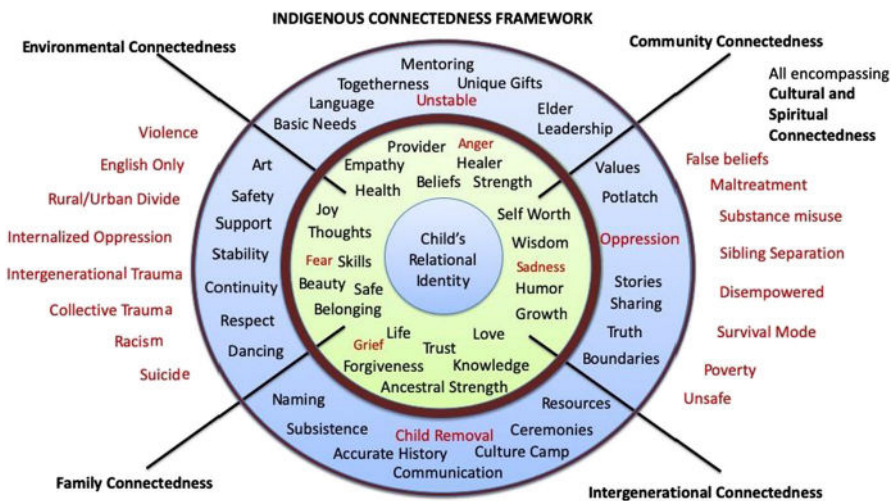 INDIGENOUS CONNECTEDNESS FRAMEWORK
Environmental Connectedness
Community Connectedness
All encompassing
Cultural and
Spiritual
Connectedness
Mentoring
Togetherness
Unique Gifts
Language
Unstable
Basic Needs
Elder
Leadership
Violence
English Only
Rural/Urban Divide
Internalized Oppression
Intergenerational Trauma
Collective Trauma
Racism
Suicide
Art
Safety
Support
Stability
Continuity
Respect
Dancing
Provider
Anger
Empathy
Healer
Health
Beliefs
Strength
Joy
Thoughts
Fear
Skills
Beauty
Safe
Belonging
Child's
Relational
Identity
Self Worth
Wisdom
Sadness
Humor
Growth
Life
Love
Grief
Trust
Forgiveness
Knowledge
Ancestral Strength
Values
Potlatch
Oppression
Stories
Sharing
Truth
Boundaries
False beliefs
Maltreatment
Substance misuse
Sibling Separation
Disempowered
Survival Mode
Poverty
Unsafe
Naming
Resources
Subsistence
Child Removal
Ceremonies
Accurate History
Culture Camp
Communication
Family Connectedness
Intergenerational Connectedness